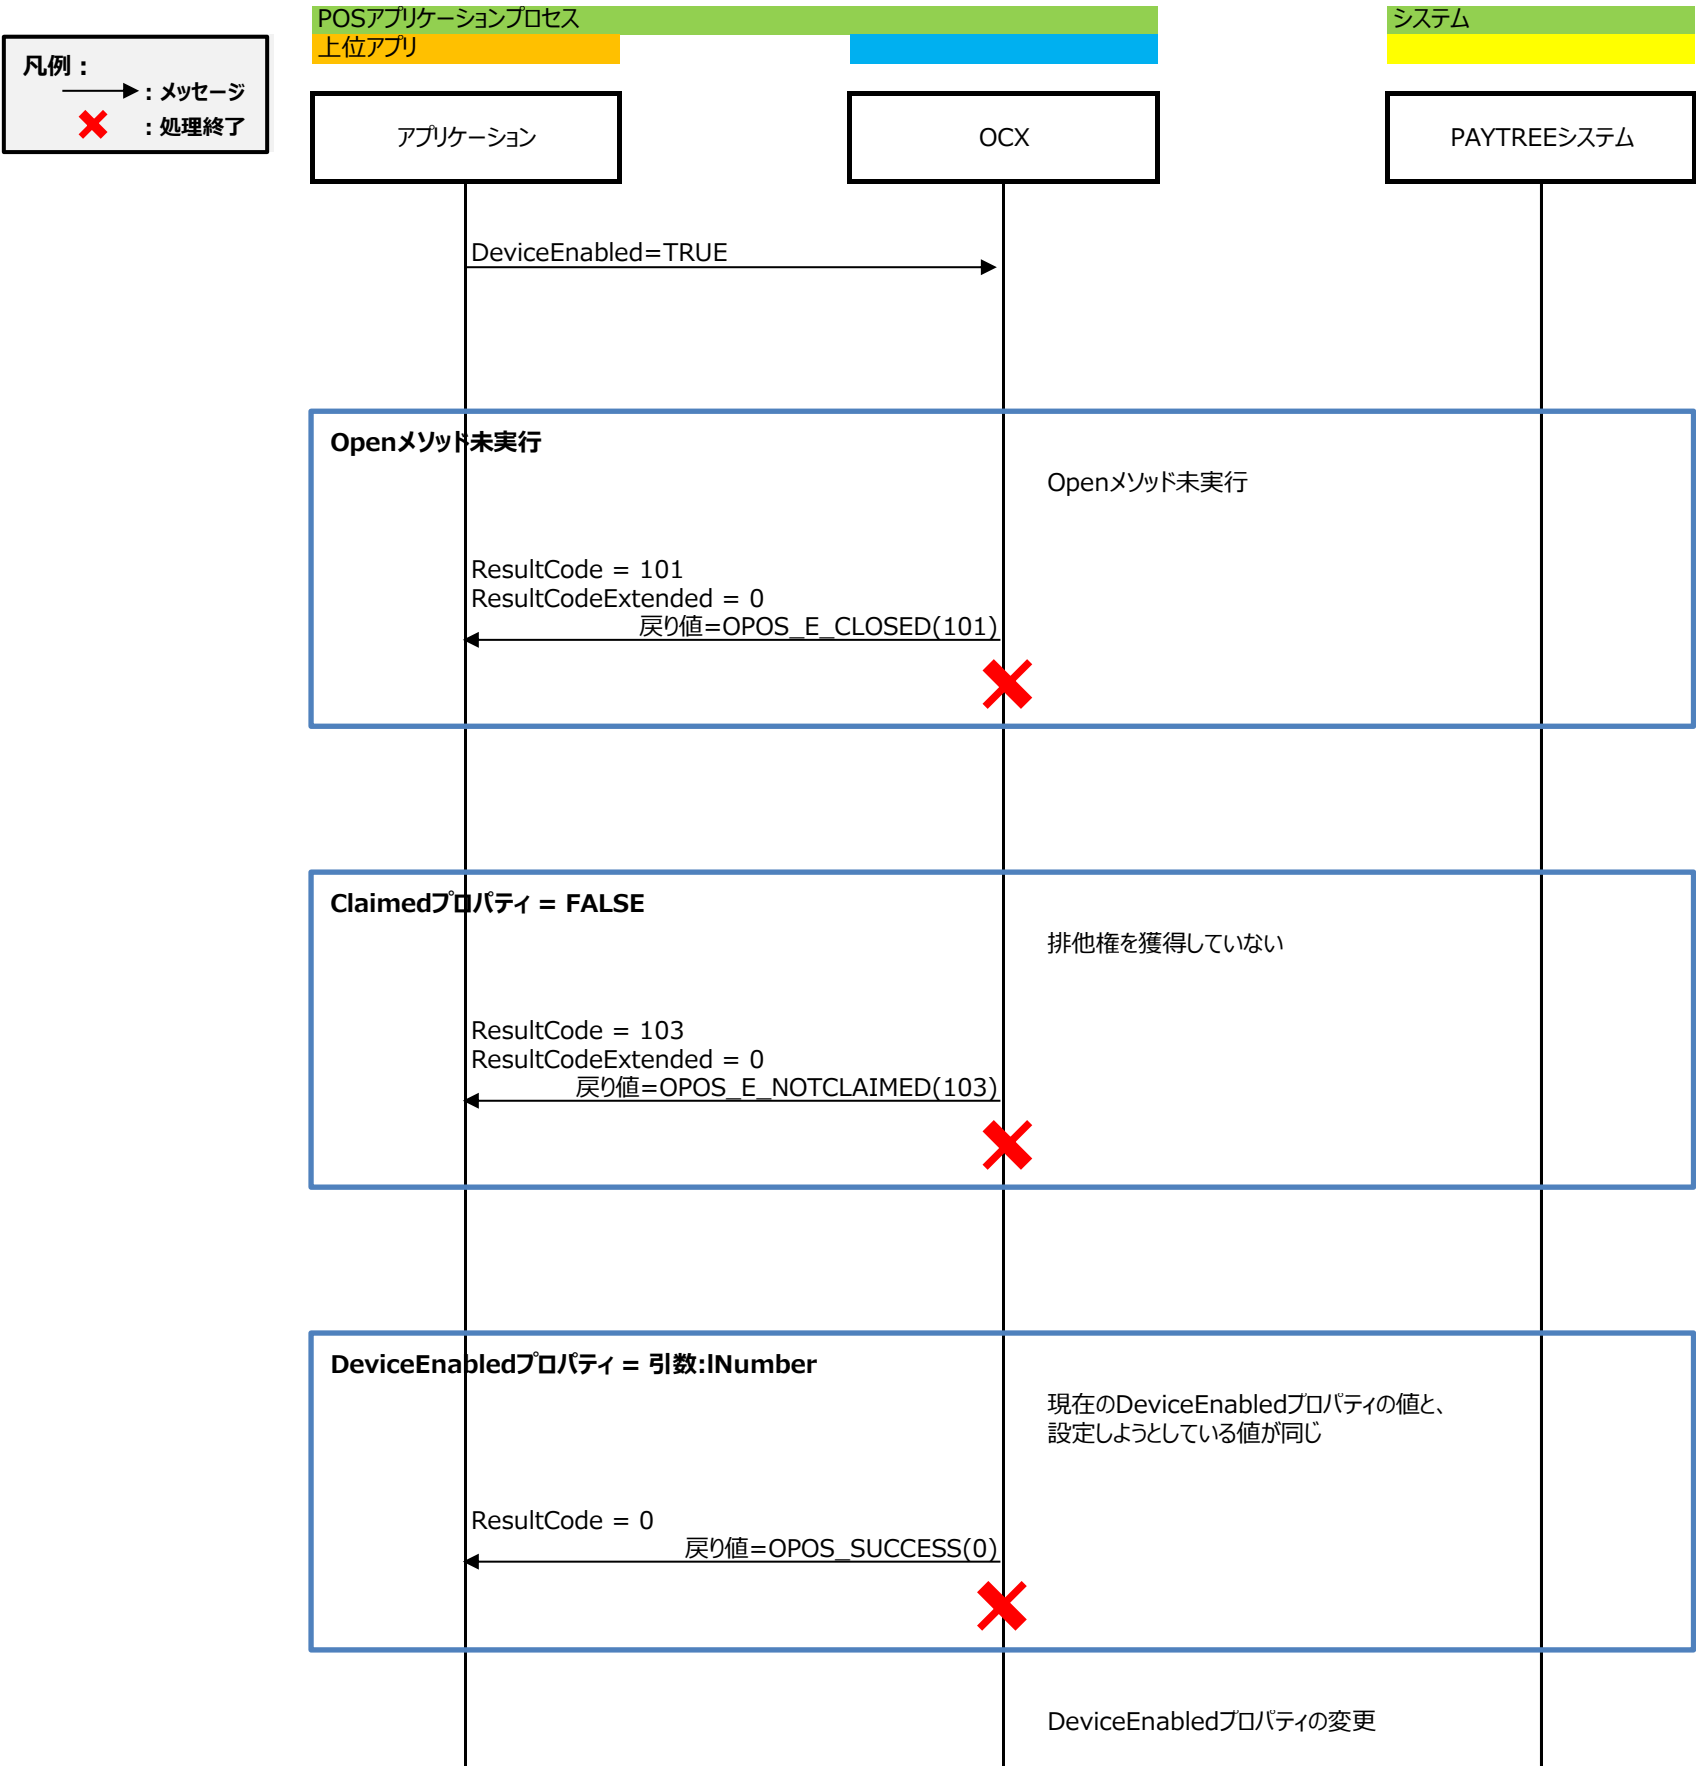 POSアプリケーションプロセス
システム
上位アプリ
凡例：
：メッセージ
：処理終了
アプリケーション
OCX
PAYTREEシステム
DeviceEnabled=TRUE
Openメソッド未実行
Openメソッド未実行
ResultCode = 101
ResultCodeExtended = 0
戻り値=OPOS_E_CLOSED(101)
Claimedプロパティ = FALSE
排他権を獲得していない
ResultCode = 103
ResultCodeExtended = 0
戻り値=OPOS_E_NOTCLAIMED(103)
DeviceEnabledプロパティ = 引数:lNumber
現在のDeviceEnabledプロパティの値と、
設定しようとしている値が同じ
ResultCode = 0
戻り値=OPOS_SUCCESS(0)
DeviceEnabledプロパティの変更